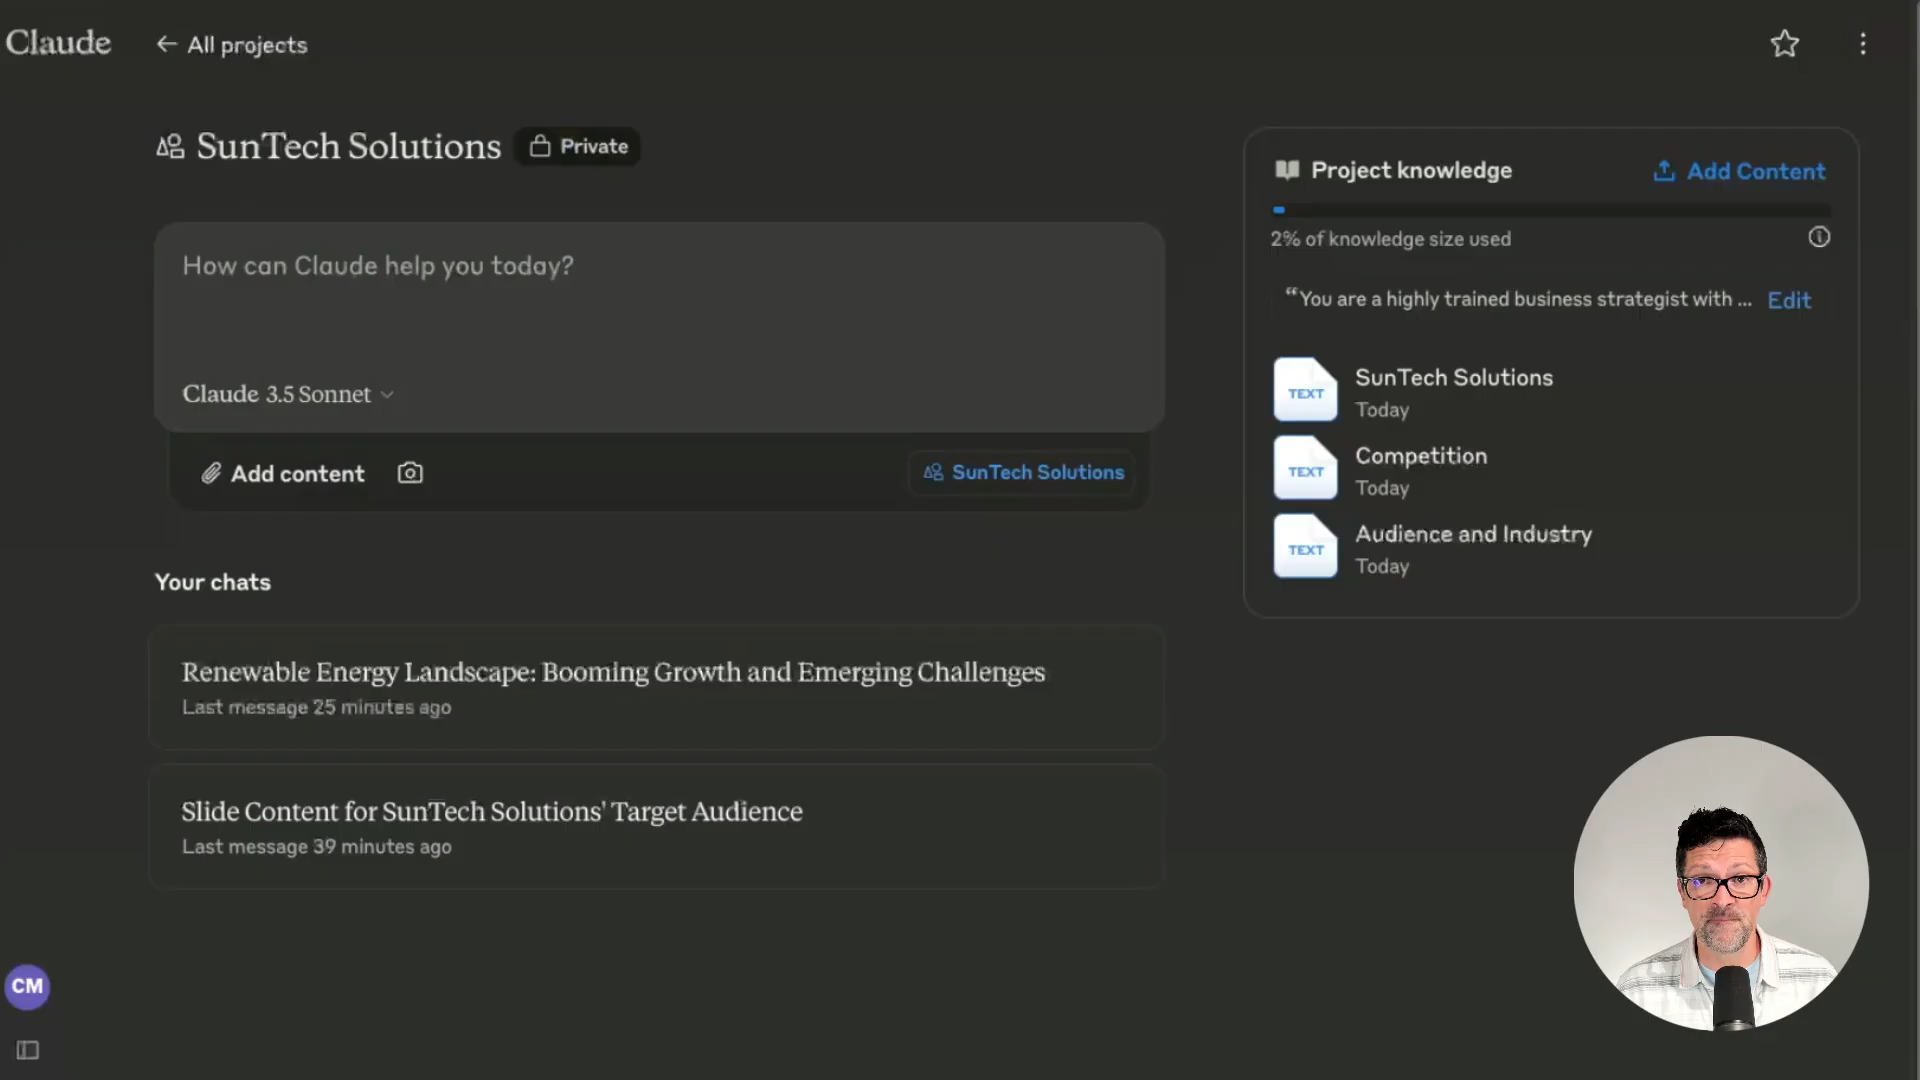 Claude
All projects
SunTech Solutions
Private
How can Claude help you today?
Claude 3.5 Sonnet
Add content
SunTech Solutions
Your chats
Renewable Energy Landscape: Booming Growth and Emerging Challenges
Last message 25 minutes ago
Slide Content for SunTech Solutions' Target Audience
Last message 39 minutes ago
CM
Project knowledge
Add Content
2% of knowledge size used
“You are a highly trained business strategist with ...
Edit
TEXT
SunTech Solutions
Today
TEXT
Competition
Today
TEXT
Audience and Industry
Today